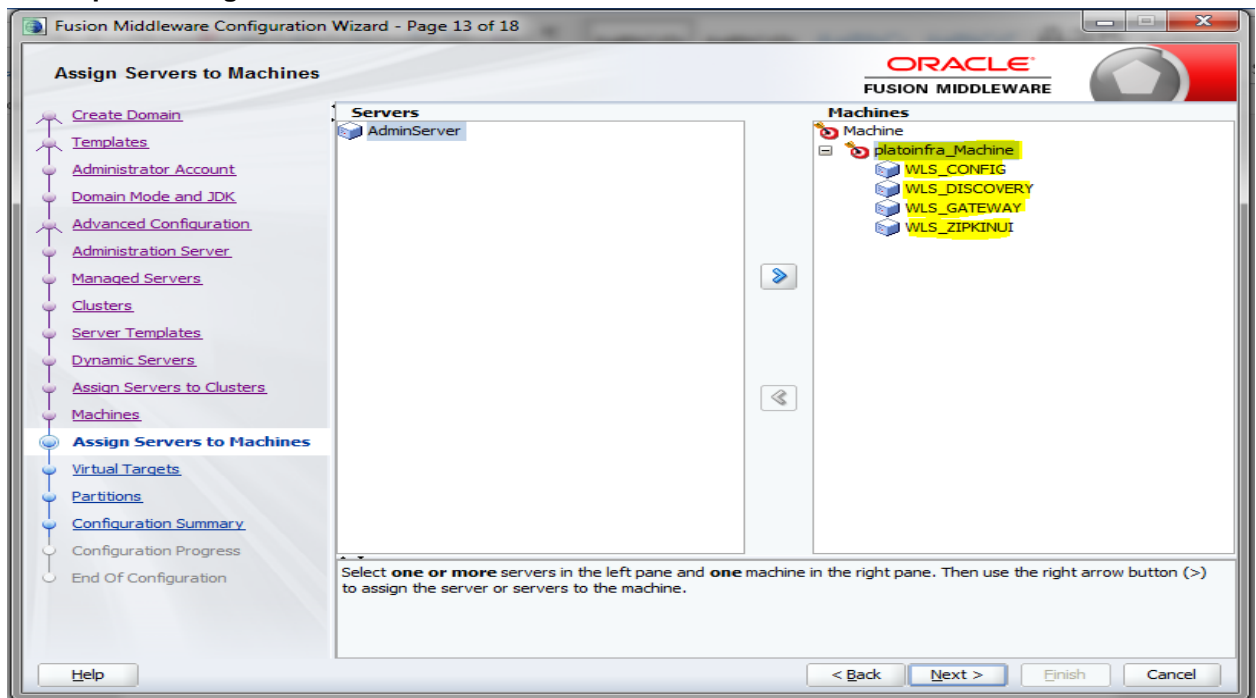 Fusion Middleware Configuration Wizard - Page 13 of 18
Assign Servers to Machines
ORACLE
FUSION MIDDLEWARE
Create Domain
Templates
Administrator Account
Domain Mode and JDK
Advanced Configuration
Administration Server
Managed Servers
Clusters
Server Templates
Dynamic Servers
Assign Servers to Clusters
Machines
Assign Servers to Machines
Virtual Targets
Partitions
Configuration Summary
Configuration Progress
End Of Configuration
Servers
AdminServer
Machines
Machine
platoinfra_Machine
WLS_CONFIG
WLS_DISCOVERY
WLS_GATEWAY
WLS_ZIPKINUI
Select one or more servers in the left pane and one machine in the right pane. Then use the right arrow button (>)
to assign the server or servers to the machine.
Help
< Back
Next >
Finish
Cancel